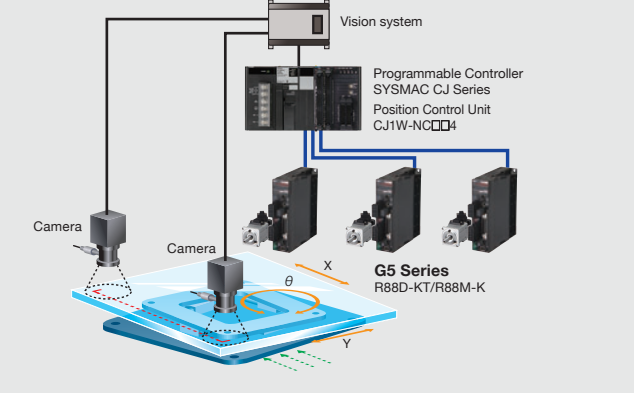 Vision system
Programmable Controller
SYSMAC CJ Series
Position Control Unit
CJ1W-NC□□4
Camera
Camera
X
θ
G5 Series
R88D-KT/R88M-K
Y